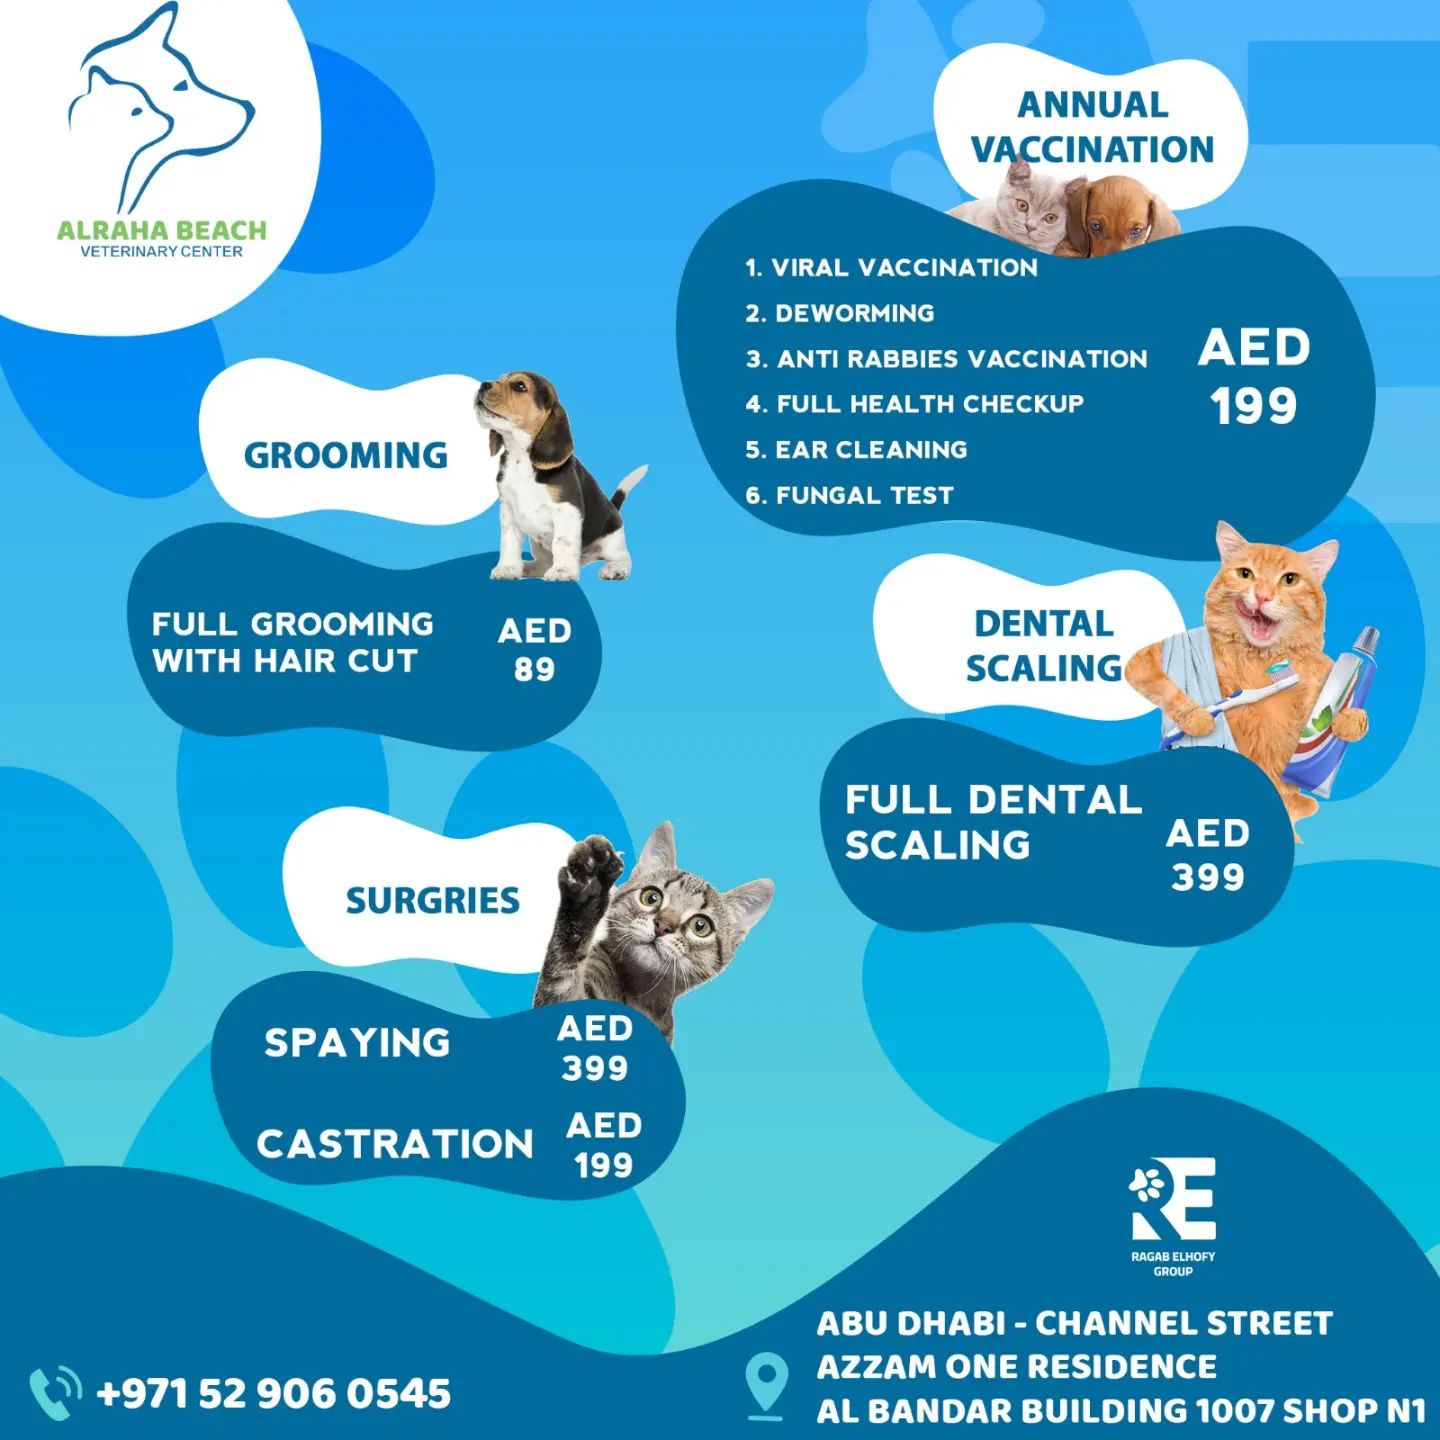 ALRAHA BEACH
VETERINARY CENTER
ANNUAL
VACCINATION
1. VIRAL VACCINATION
2. DEWORMING
3. ANTI RABBIES VACCINATION
4. FULL HEALTH CHECKUP
5. EAR CLEANING
6. FUNGAL TEST
AED
199
GROOMING
FULL GROOMING
WITH HAIR CUT
AED
89
DENTAL
SCALING
FULL DENTAL
SCALING
AED
399
SURGRIES
SPAYING
AED
399
CASTRATION
AED
199
RE
RAGAB ELHOFY
GROUP
+971 52 906 0545
ABU DHABI - CHANNEL STREET
AZZAM ONE RESIDENCE
AL BANDAR BUILDING 1007 SHOP N1